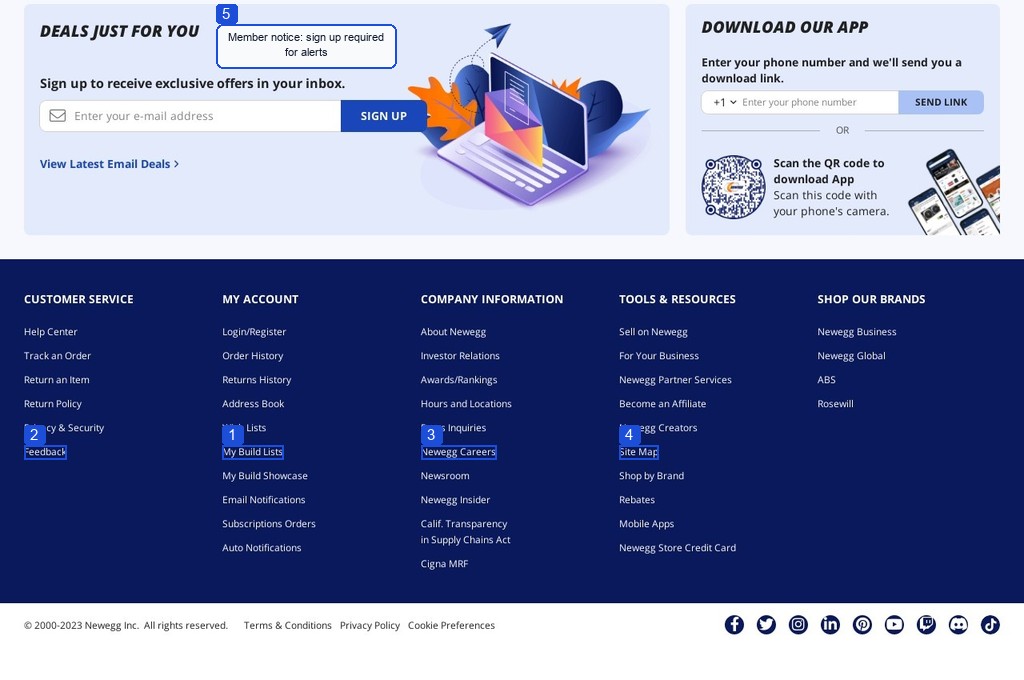 5
DEALS JUST FOR YOU
Member notice: sign up required
for alerts
Sign up to receive exclusive offers in your inbox.
Enter your e-mail address
SIGN UP
View Latest Email Deals
DOWNLOAD OUR APP
Enter your phone number and we'll send you a
download link.
+1 Enter your phone number SEND LINK
OR
Scan the QR code to
download App
Scan this code with
your phone's camera.
CUSTOMER SERVICE
Help Center
Track an Order
Return an Item
Return Policy
& Security
2
Feedback
MY ACCOUNT
Login/Register
Order History
Returns History
Address Book
Lists
1
My Build Lists
My Build Showcase
Email Notifications
Subscriptions Orders
Auto Notifications
COMPANY INFORMATION
About Newegg
Investor Relations
Awards/Rankings
Hours and Locations
Inquiries
3
Newegg Careers
Newsroom
Newegg Insider
Calif. Transparency
in Supply Chains Act
Cigna MRF
TOOLS & RESOURCES
Sell on Newegg
For Your Business
Newegg Partner Services
Become an Affiliate
Creators
4
Site Map
Shop by Brand
Rebates
Mobile Apps
Newegg Store Credit Card
SHOP OUR BRANDS
Newegg Business
Newegg Global
ABS
Rosewill
© 2000-2023 Newegg Inc. All rights reserved. Terms & Conditions Privacy Policy Cookie Preferences